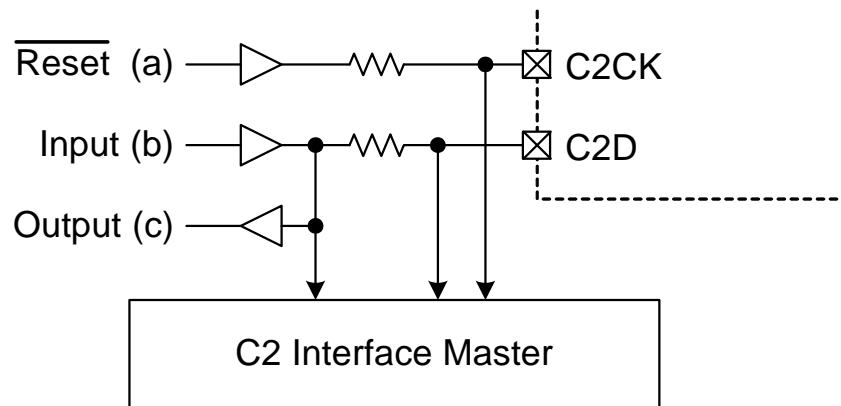 Reset (a)
C2CK
Input (b)
C2D
Output (c)
C2 Interface Master